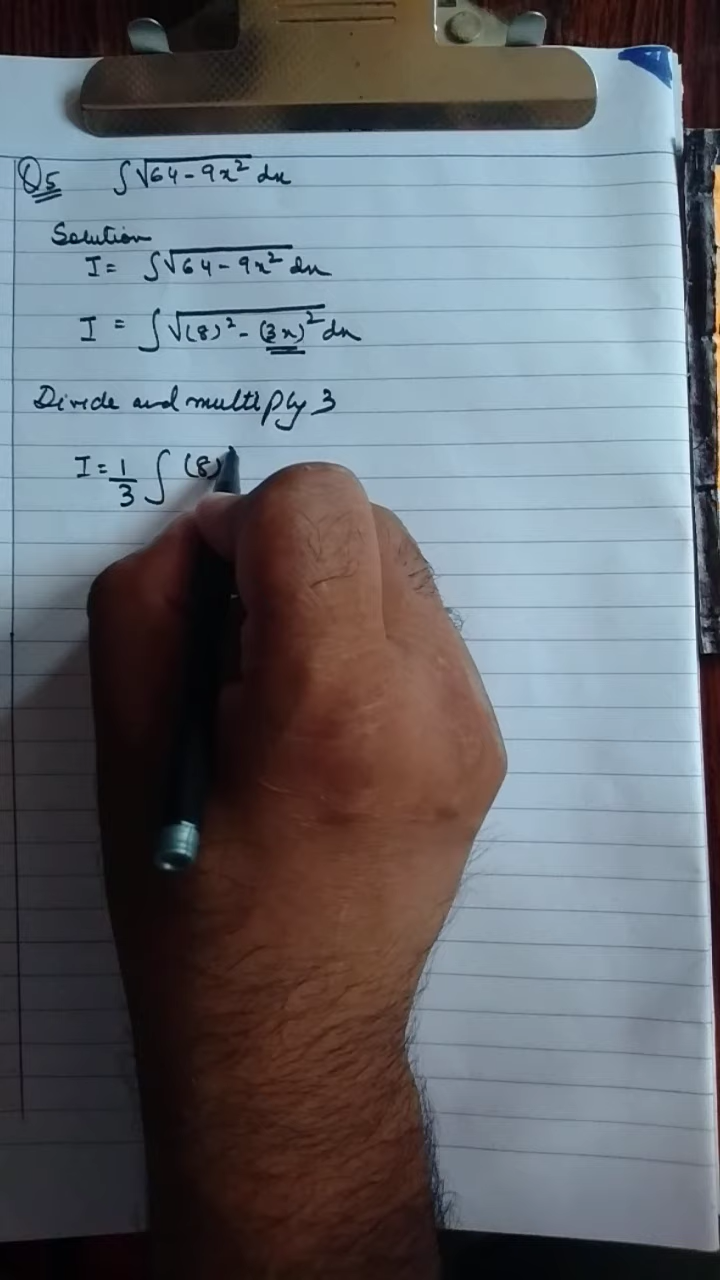 Q5 ∫√64-9x² dx
Solution
I = ∫√64-9x² dx
I = ∫√(8)² - (3x)² dx
Divide and multiply 3
I = 1/3 ∫ (8)